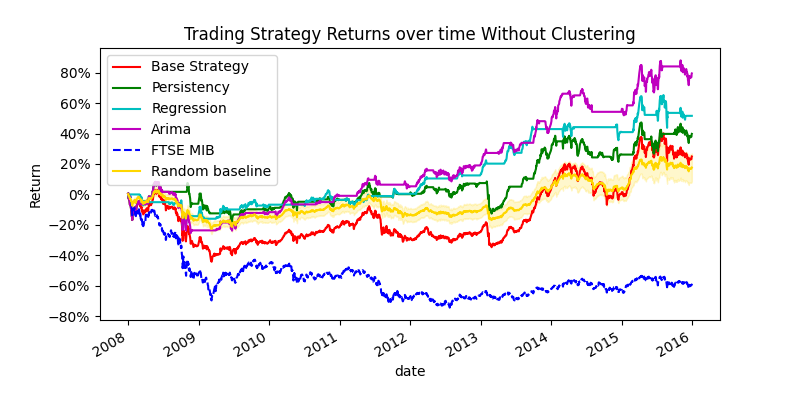 Trading Strategy Returns over time Without Clustering
Return
80%
60%
40%
20%
0%
−20%
−40%
−60%
−80%
Base Strategy
Persistency
Regression
Arima
FTSE MIB
Random baseline
2008
2009
2010
2011
2012
2013
2014
2015
2016
date